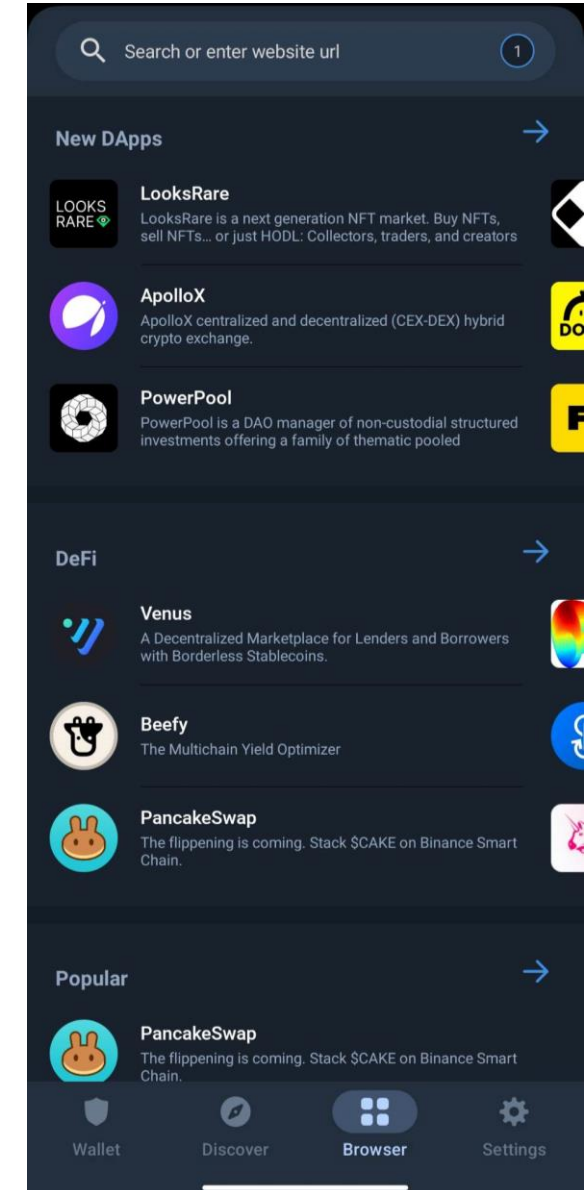 Search or enter website url
1
New DApps
LOOKS
RARE
LooksRare
LooksRare is a next generation NFT market. Buy NFTs,
sell NFTs... or just HODL: Collectors, traders, and creators
ApolloX
ApolloX centralized and decentralized (CEX-DEX) hybrid
crypto exchange.
DO
PowerPool
PowerPool is a DAO manager of non-custodial structured
investments offering a family of thematic pooled
F
DeFi
Venus
A Decentralized Marketplace for Lenders and Borrowers
with Borderless Stablecoins.
Beefy
The Multichain Yield Optimizer
PancakeSwap
The flippening is coming. Stack $CAKE on Binance Smart
Chain.
Popular
PancakeSwap
The flippening is coming. Stack $CAKE on Binance Smart
Chain.
Wallet
Discover
Browser
Settings